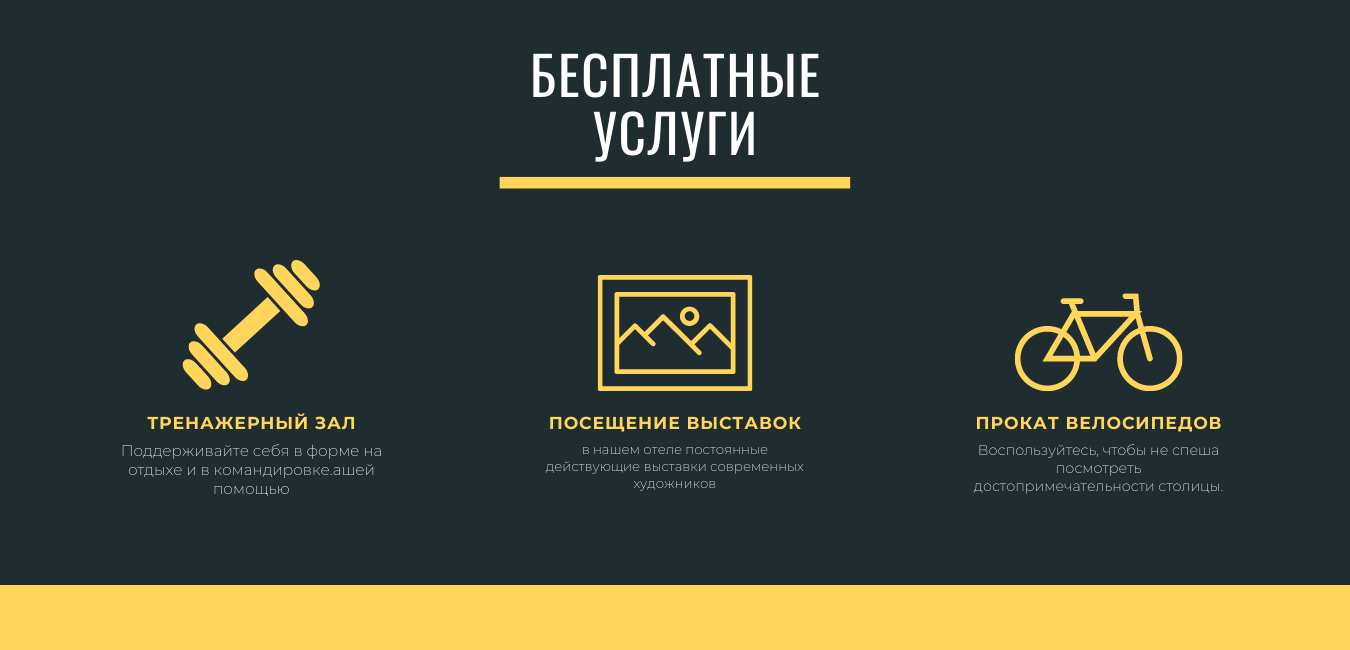 БЕСПЛАТНЫЕ
УСЛУГИ
ТРЕНАЖЕРНЫЙ ЗАЛ
Поддерживайте себя в форме на
отдыхе и в командировке.ашей
помощью
ПОСЕЩЕНИЕ ВЫСТАВОК
в нашем отеле постоянные
действующие выставки современных
художников
ПРОКАТ ВЕЛОСИПЕДОВ
Воспользуйтесь, чтобы не спеша
посмотреть
достопримечательности столицы.